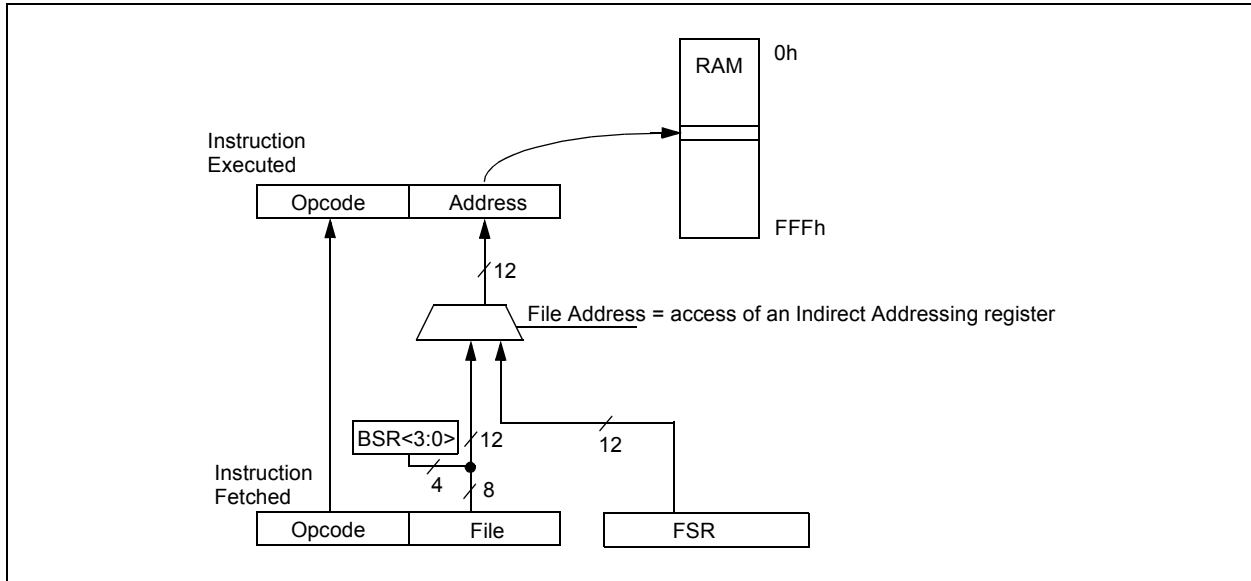 RAM
0h
Instruction
Executed
Opcode
Address
FFFh
12
File Address = access of an Indirect Addressing register
BSR<3:0>
12
12
4
8
Instruction
Fetched
Opcode
File
FSR